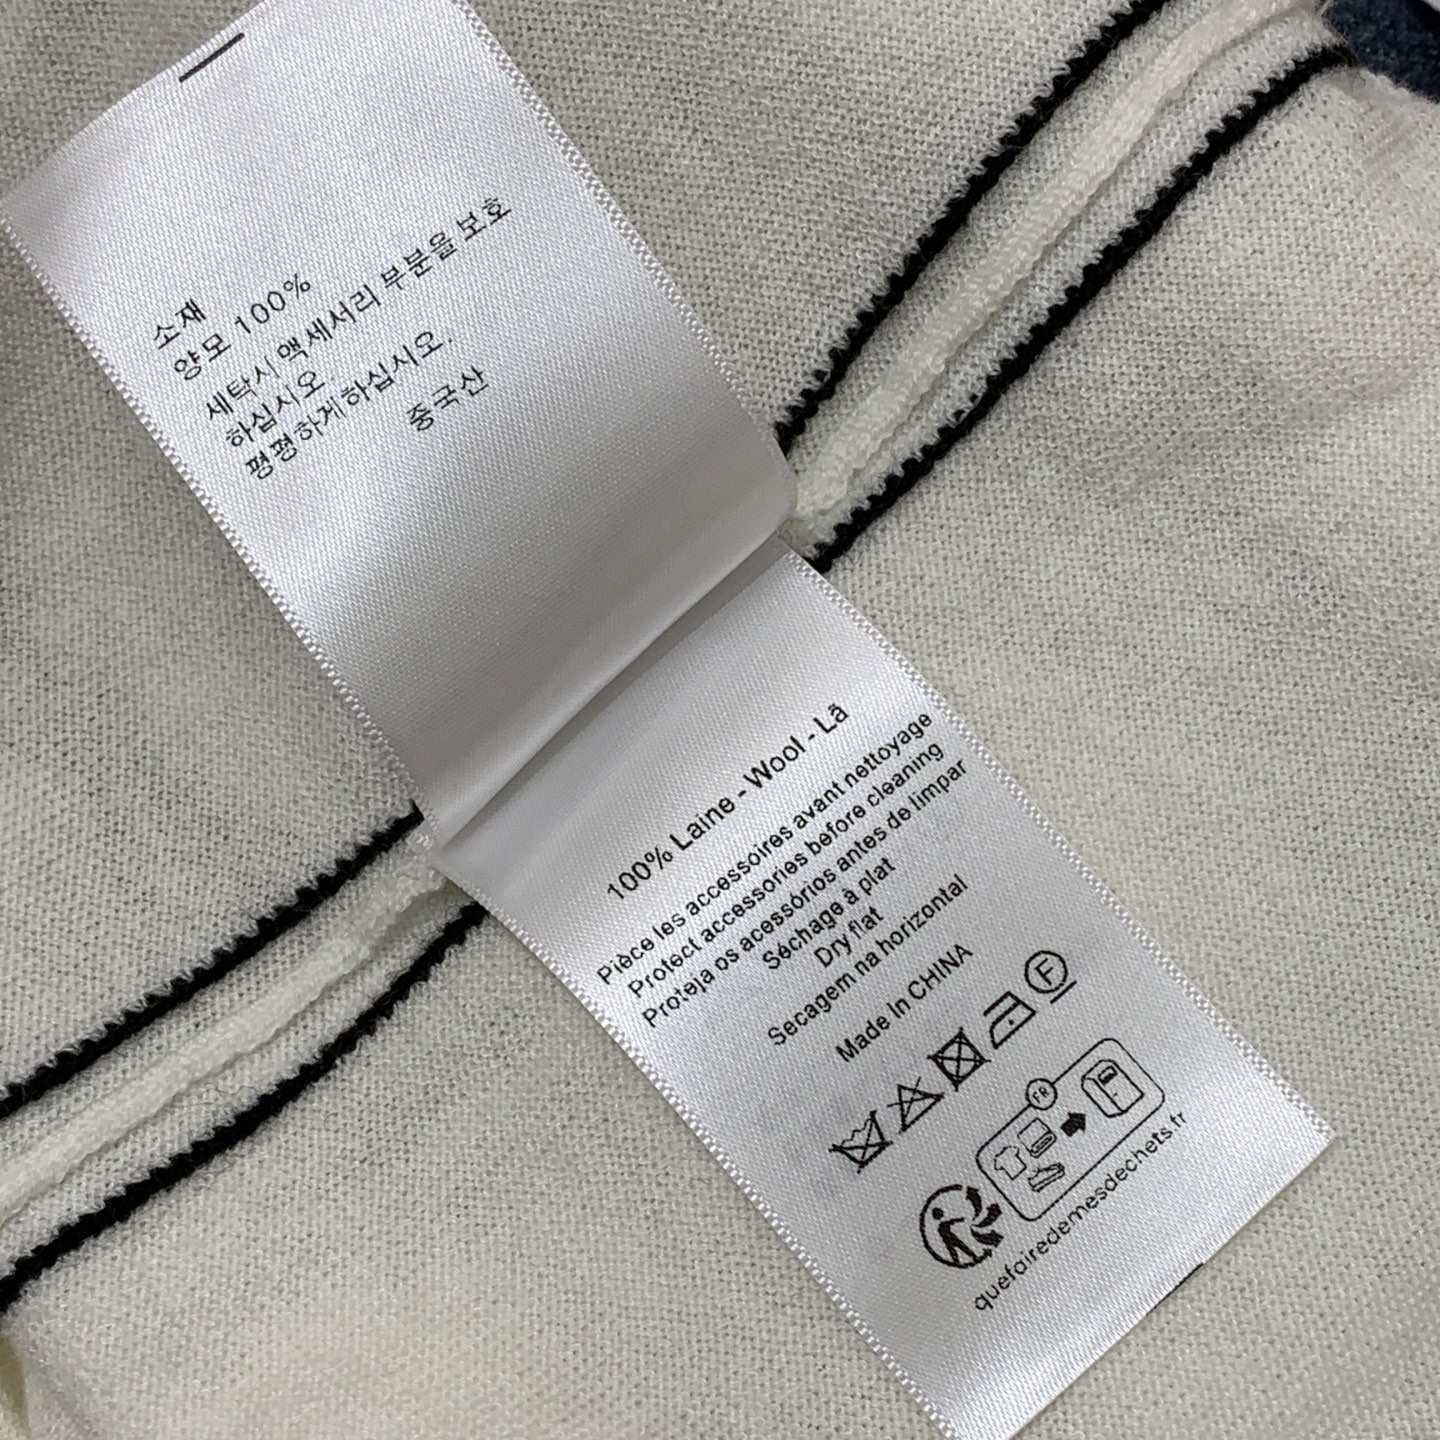 소재
양모 100%
세탁시 액세서리 부분을 보호
하십시오.
평평하게하십시오.
중국산
100% Laine - Wool - Lã
Pièce les accessoires avant nettoyage
Protect accessories before cleaning
Proteja os acessórios antes de limpar
Séchage à plat
Dry flat
Secagem na horizontal
Made In CHINA
F
FR
quefairedemesdechets.fr